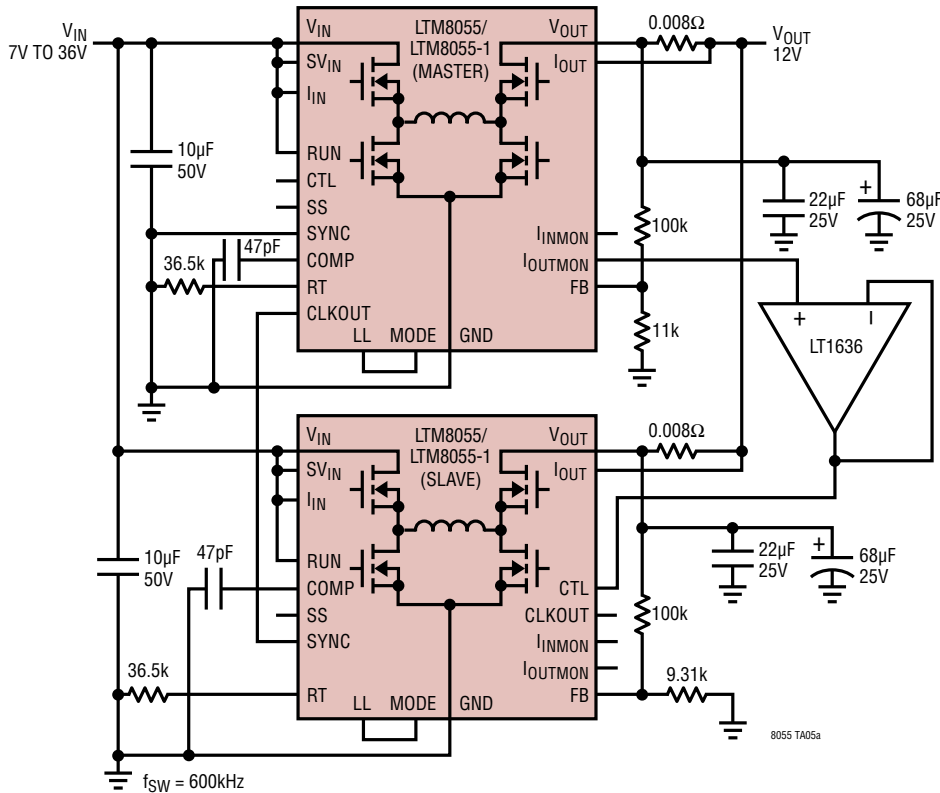 VIN
7V TO 36V
10µF
50V
36.5k
47pF
VIN
SVIN
IIN
RUN
CTL
SS
SYNC
COMP
RT
CLKOUT
LL MODE GND
LTM8055/
LTM8055-1
(MASTER)
VOUT
IOUT
IINMON
IOUTMON
FB
0.008Ω
VOUT
12V
100k
11k
22µF
25V
+
68µF
25V
+ –
LT1636
10µF
50V
47pF
36.5k
VIN
SVIN
IIN
RUN
COMP
SS
SYNC
RT
LL MODE GND
LTM8055/
LTM8055-1
(SLAVE)
VOUT
IOUT
CTL
CLKOUT
IINMON
IOUTMON
FB
0.008Ω
100k
9.31k
22µF
25V
+
68µF
25V
8055 TA05a
fSW = 600kHz